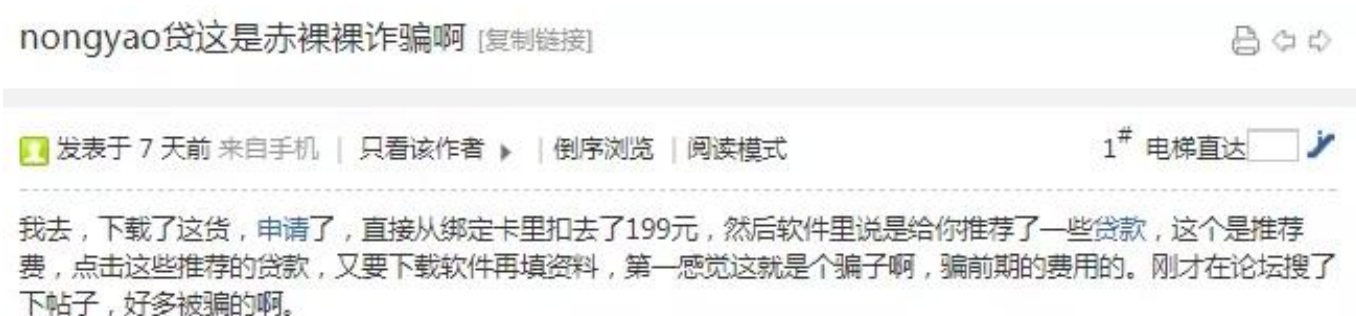 nongyao贷这是赤裸裸诈骗啊 [复制链接]
发表于 7 天前 来自手机 | 只看该作者 | 倒序浏览 | 阅读模式 1# 电梯直达
我去，下载了这货，申请了，直接从绑定卡里扣去了199元，然后软件里说是给你推荐了一些贷款，这个是推荐
费，点击这些推荐的贷款，又要下载软件再填资料，第一感觉这就是个骗子啊，骗前期的费用的。刚才在论坛搜了
下帖子，好多被骗的啊。